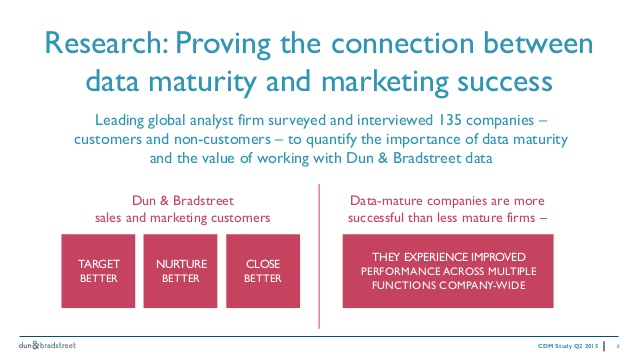 Research: Proving the connection between
data maturity and marketing success
Leading global analyst firm surveyed and interviewed 135 companies –
customers and non-customers – to quantify the importance of data maturity
and the value of working with Dun & Bradstreet data
Dun & Bradstreet
sales and marketing customers
TARGET
BETTER
NURTURE
BETTER
CLOSE
BETTER
Data-mature companies are more
successful than less mature firms –
THEY EXPERIENCE IMPROVED
PERFORMANCE ACROSS MULTIPLE
FUNCTIONS COMPANY-WIDE
dun&bradstreet
CDM Study Q2 2015